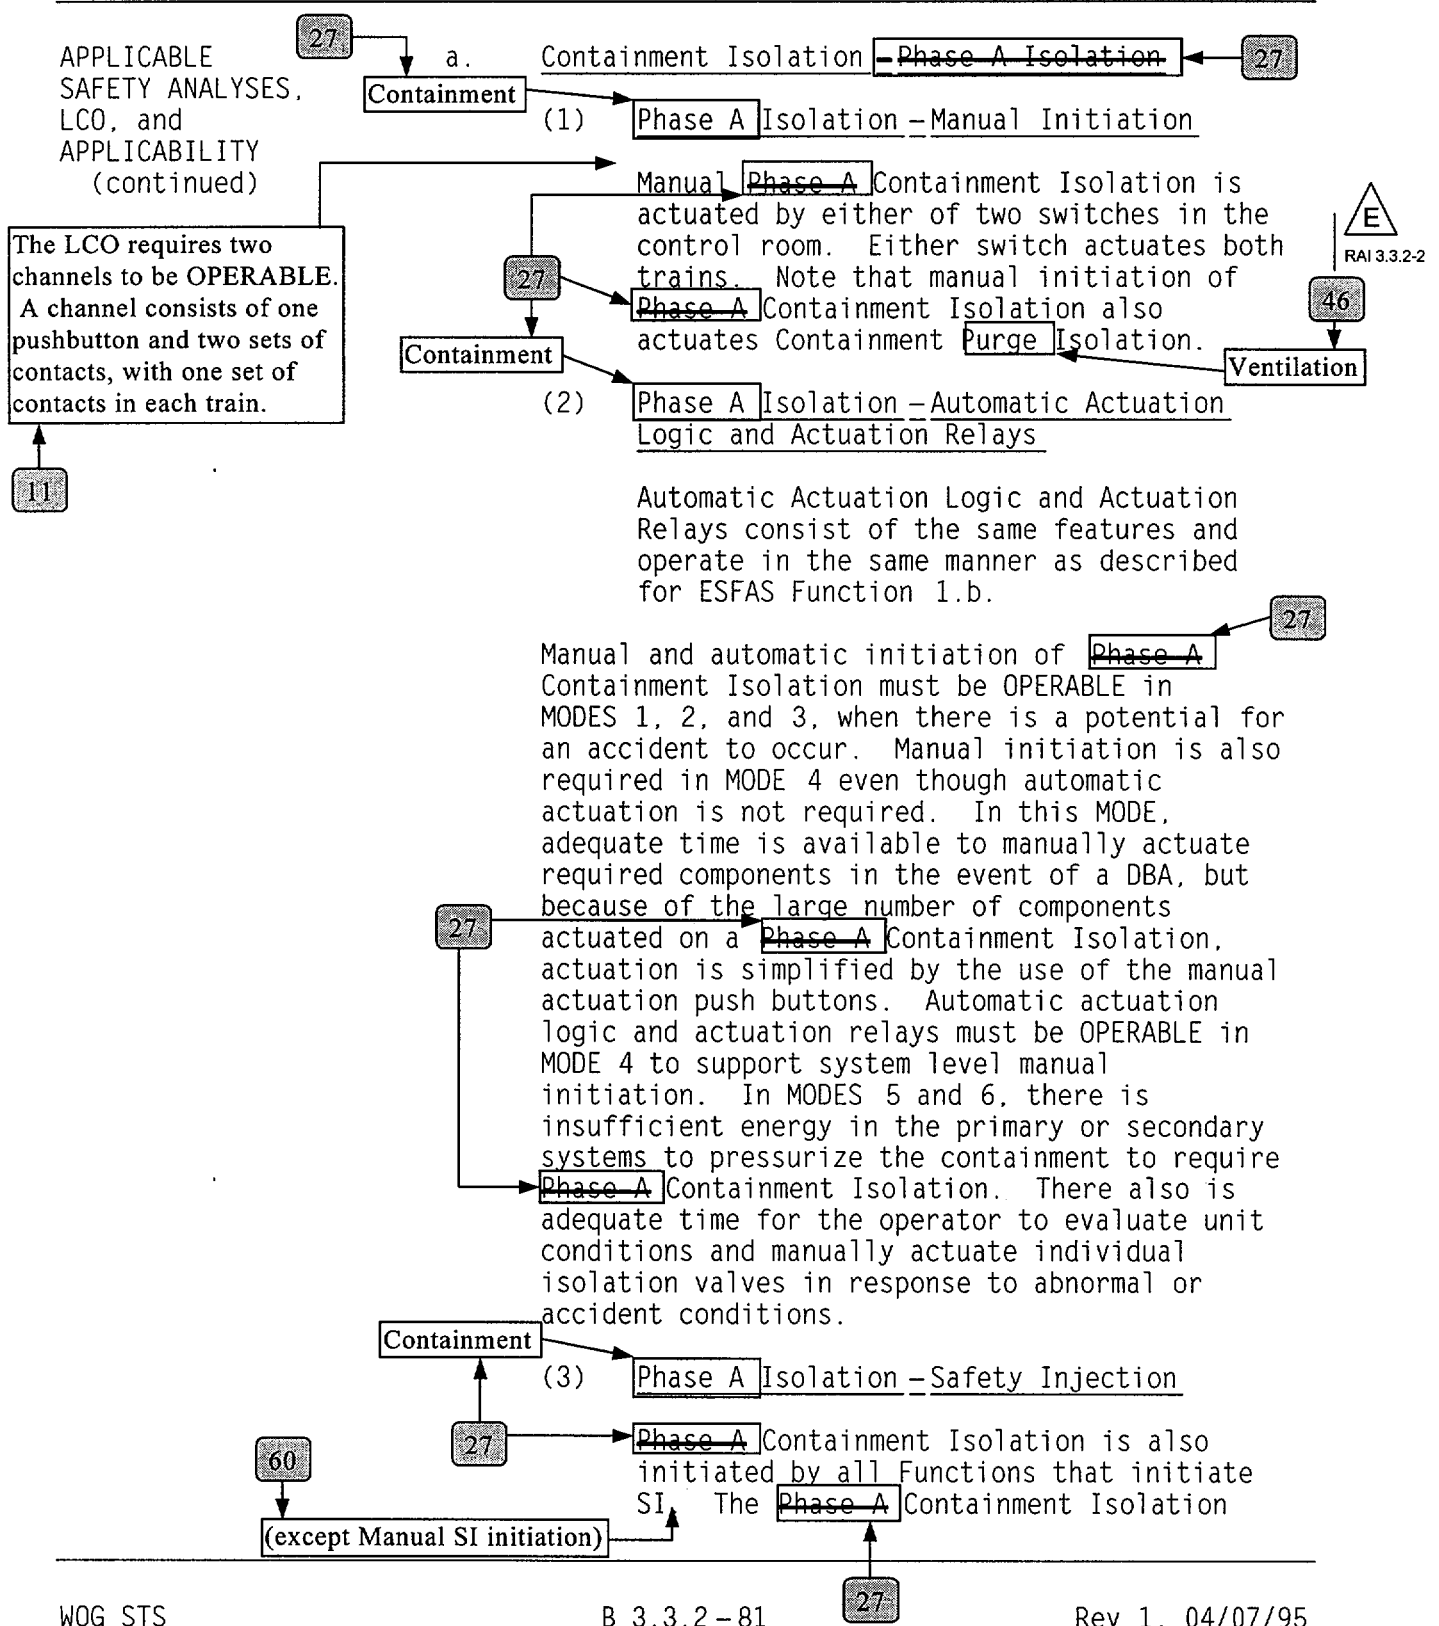 APPLICABLE
SAFETY ANALYSES,
LCO, and
APPLICABILITY
(continued)
27
a. Containment Isolation – Phase A Isolation
27
Containment
(1) Phase A Isolation – Manual Initiation
Manual Phase A Containment Isolation is
actuated by either of two switches in the
control room. Either switch actuates both
trains. Note that manual initiation of
Phase A Containment Isolation also
actuates Containment Purge Isolation.
E
RAI 3.3.2-2
46
Ventilation
The LCO requires two
channels to be OPERABLE.
A channel consists of one
pushbutton and two sets of
contacts, with one set of
contacts in each train.
11
27
Containment
(2) Phase A Isolation – Automatic Actuation
Logic and Actuation Relays
Automatic Actuation Logic and Actuation
Relays consist of the same features and
operate in the same manner as described
for ESFAS Function 1.b.
27
Manual and automatic initiation of Phase A
Containment Isolation must be OPERABLE in
MODES 1, 2, and 3, when there is a potential for
an accident to occur. Manual initiation is also
required in MODE 4 even though automatic
actuation is not required. In this MODE,
adequate time is available to manually actuate
required components in the event of a DBA, but
because of the large number of components
actuated on a Phase A Containment Isolation,
actuation is simplified by the use of the manual
actuation push buttons. Automatic actuation
logic and actuation relays must be OPERABLE in
MODE 4 to support system level manual
initiation. In MODES 5 and 6, there is
insufficient energy in the primary or secondary
systems to pressurize the containment to require
Phase A Containment Isolation. There also is
adequate time for the operator to evaluate unit
conditions and manually actuate individual
isolation valves in response to abnormal or
accident conditions.
27
Containment
(3) Phase A Isolation – Safety Injection
27
Phase A Containment Isolation is also
initiated by all Functions that initiate
SI. The Phase A Containment Isolation
60
(except Manual SI initiation)
27
WOG STS
B 3.3.2 – 81
Rev 1, 04/07/95